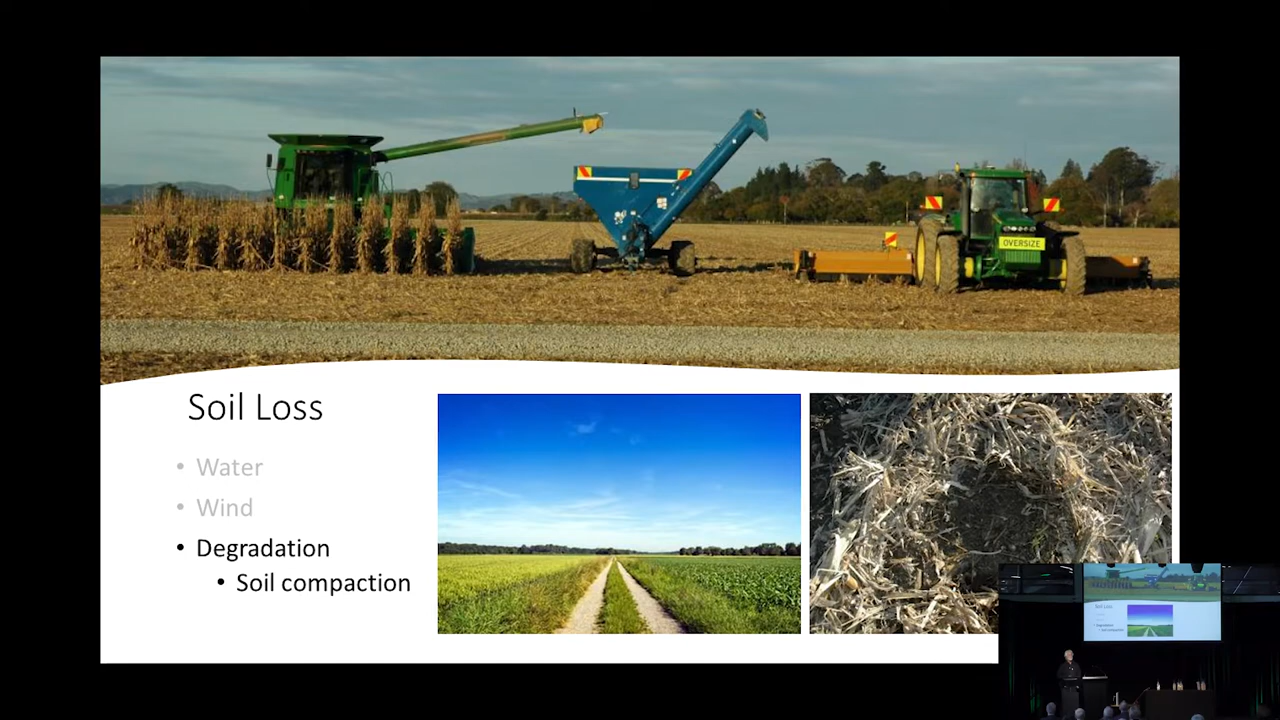 OVERSIZE
Soil Loss
• Water
• Wind
• Degradation
• Soil compaction